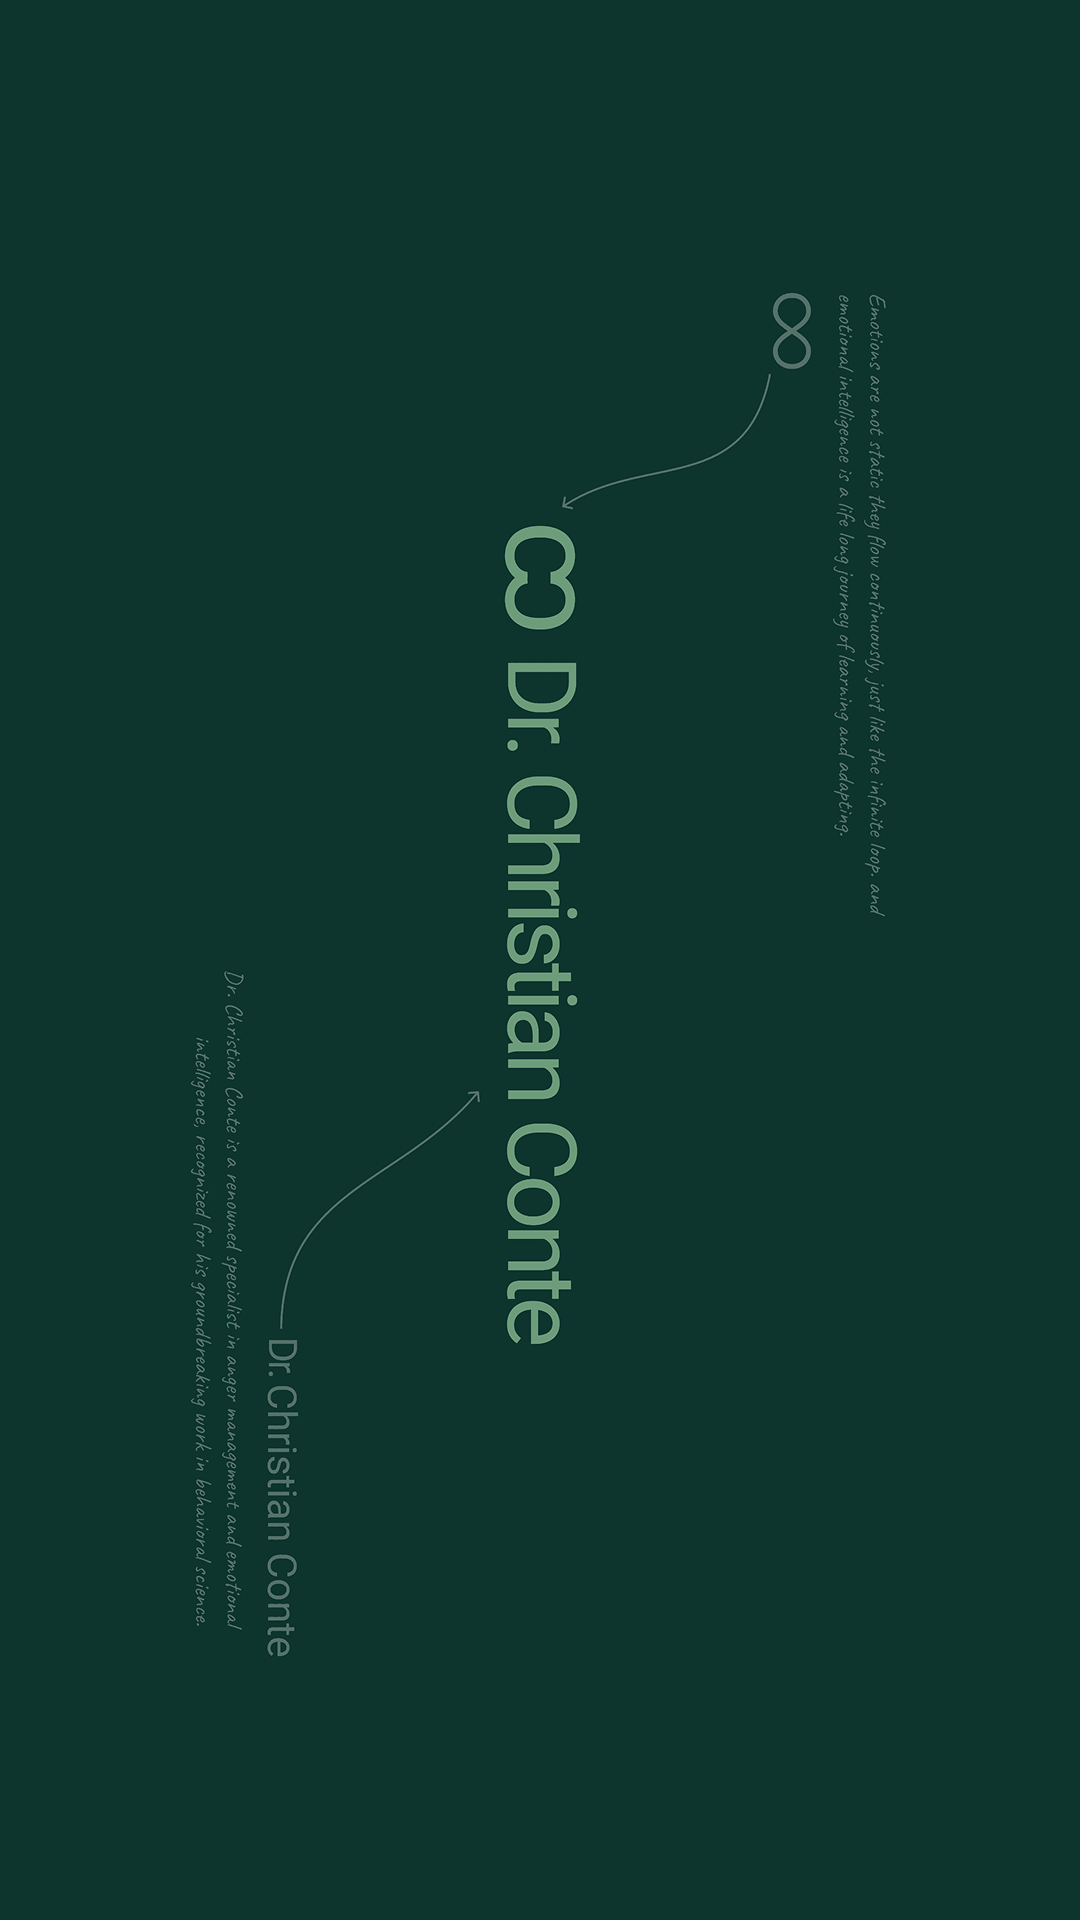 Emotions are not static they flow continuously, just like the infinite loop. and
emotional intelligence is a life long journey of learning and adapting.
∞
Dr. Christian Conte
Dr. Christian Conte
Dr. Christian Conte is a renowned specialist in anger management and emotional
intelligence, recognized for his groundbreaking work in behavioral science.